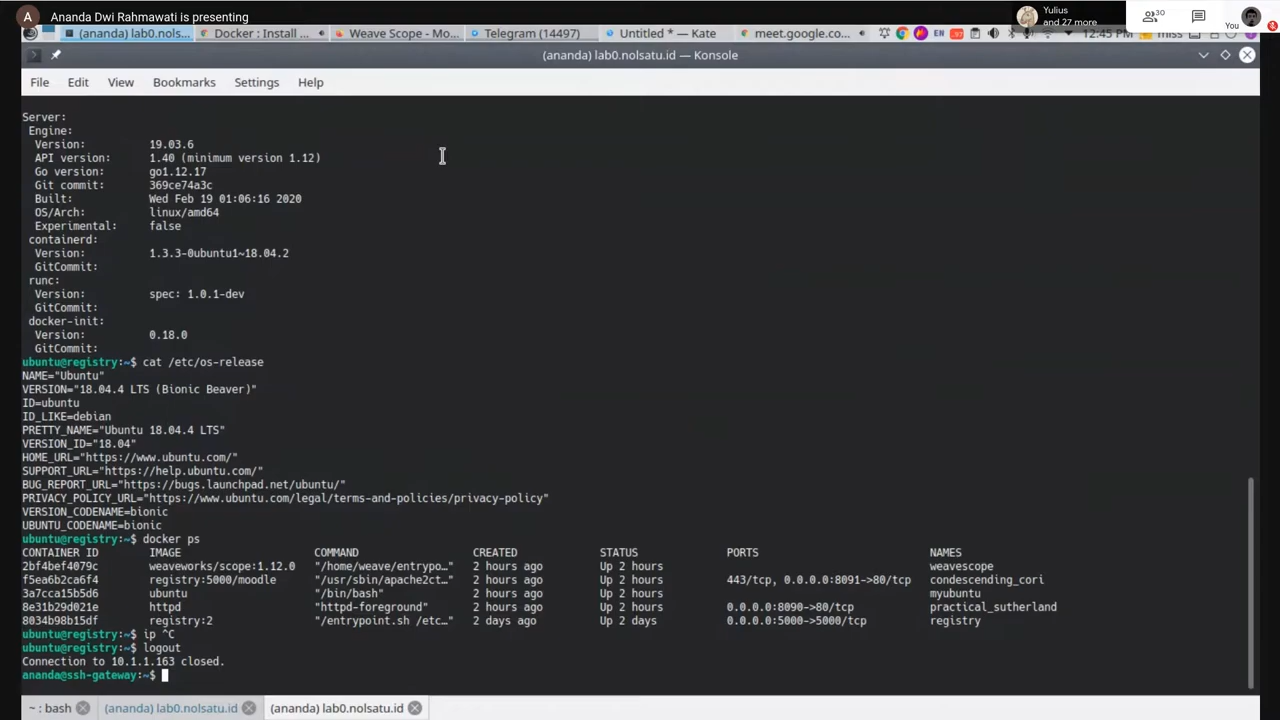 A Ananda Dwi Rahmawati is presenting
Yulius
and 27 more
30
You
(ananda) lab0.nols...
Docker : Install ...
Weave Scope - Mo...
Telegram (14497)
Untitled * — Kate
meet.google.co...
EN
12:45 PM
miss
(ananda) lab0.nolsatu.id — Konsole
File Edit View Bookmarks Settings Help
Server:
Engine:
Version: 19.03.6
API version: 1.40 (minimum version 1.12)
Go version: go1.12.17
Git commit: 369ce74a3c
Built: Wed Feb 19 01:06:16 2020
OS/Arch: linux/amd64
Experimental: false
containerd:
Version: 1.3.3-0ubuntu1~18.04.2
GitCommit:
runc:
Version: spec: 1.0.1-dev
GitCommit:
docker-init:
Version: 0.18.0
GitCommit:
ubuntu@registry:~$ cat /etc/os-release
NAME="Ubuntu"
VERSION="18.04.4 LTS (Bionic Beaver)"
ID=ubuntu
ID_LIKE=debian
PRETTY_NAME="Ubuntu 18.04.4 LTS"
VERSION_ID="18.04"
HOME_URL="https://www.ubuntu.com/"
SUPPORT_URL="https://help.ubuntu.com/"
BUG_REPORT_URL="https://bugs.launchpad.net/ubuntu/"
PRIVACY_POLICY_URL="https://www.ubuntu.com/legal/terms-and-policies/privacy-policy"
VERSION_CODENAME=bionic
UBUNTU_CODENAME=bionic
ubuntu@registry:~$ docker ps
CONTAINER ID IMAGE COMMAND CREATED STATUS PORTS NAMES
2bf4bef4079c weaveworks/scope:1.12.0 "/home/weave/entrypo…" 2 hours ago Up 2 hours weavescope
f5ea6b2ca6f4 registry:5000/moodle "/usr/sbin/apache2ct…" 2 hours ago Up 2 hours 443/tcp, 0.0.0.0:8091->80/tcp condescending_cori
3a7cca15b5d6 ubuntu "/bin/bash" 2 hours ago Up 2 hours myubuntu
8e31b29d021e httpd "httpd-foreground" 2 hours ago Up 2 hours 0.0.0.0:8090->80/tcp practical_sutherland
8034b98b15df registry:2 "/entrypoint.sh /etc…" 2 days ago Up 2 days 0.0.0.0:5000->5000/tcp registry
ubuntu@registry:~$ ip ^C
ubuntu@registry:~$ logout
Connection to 10.1.1.163 closed.
ananda@ssh-gateway:~$
~ : bash (ananda) lab0.nolsatu.id (ananda) lab0.nolsatu.id